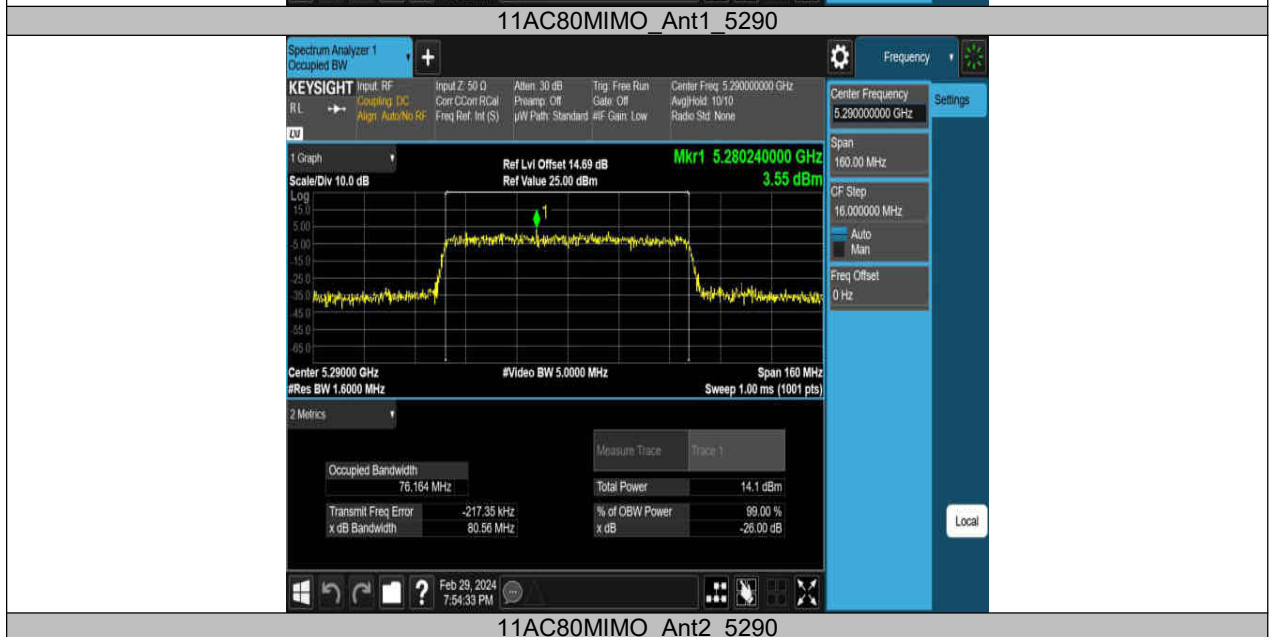 11AC80MIMO_Ant1_5290
Spectrum Analyzer 1
Occupied BW
+
Frequency
KEYSIGHT
RL
Input: RF
Coupling: DC
Align: Auto/No RF
Input Z: 50 Ω
Corr CCorr RCal
Freq Ref: Int (S)
Atten: 30 dB
Preamp: Off
µW Path: Standard
Trig: Free Run
Gate: Off
#IF Gain: Low
Center Freq: 5.290000000 GHz
Avg|Hold: 10/10
Radio Std: None
Center Frequency
5.290000000 GHz
Settings
Span
160.00 MHz
CF Step
16.000000 MHz
Auto
Man
Freq Offset
0 Hz
1 Graph
Scale/Div 10.0 dB
Ref Lvl Offset 14.69 dB
Ref Value 25.00 dBm
Mkr1 5.280240000 GHz
3.55 dBm
Log
15.0
5.00
-5.00
-15.0
-25.0
-35.0
-45.0
-55.0
-65.0
1
Center 5.29000 GHz
#Video BW 5.0000 MHz
Span 160 MHz
#Res BW 1.6000 MHz
Sweep 1.00 ms (1001 pts)
2 Metrics
Measure Trace
Trace 1
Occupied Bandwidth
76.164 MHz
Total Power
14.1 dBm
Transmit Freq Error
-217.35 kHz
% of OBW Power
99.00 %
x dB Bandwidth
80.56 MHz
x dB
-26.00 dB
Local
?
Feb 29, 2024
7:54:33 PM
11AC80MIMO_Ant2_5290